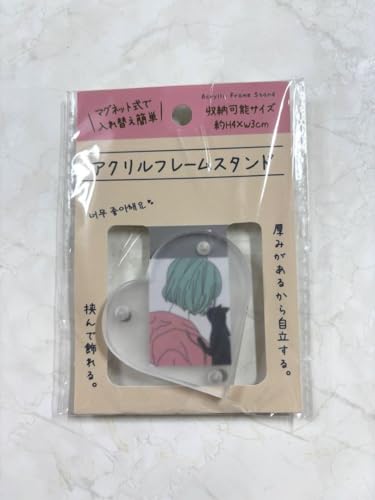 マグネット式で
入れ替え簡単
Acrylic Frame Stand
収納可能サイズ
約H4×W3cm
アクリルフレームスタンド
너무 좋아해요
厚みがあるから自立する。
挟んで飾れる。